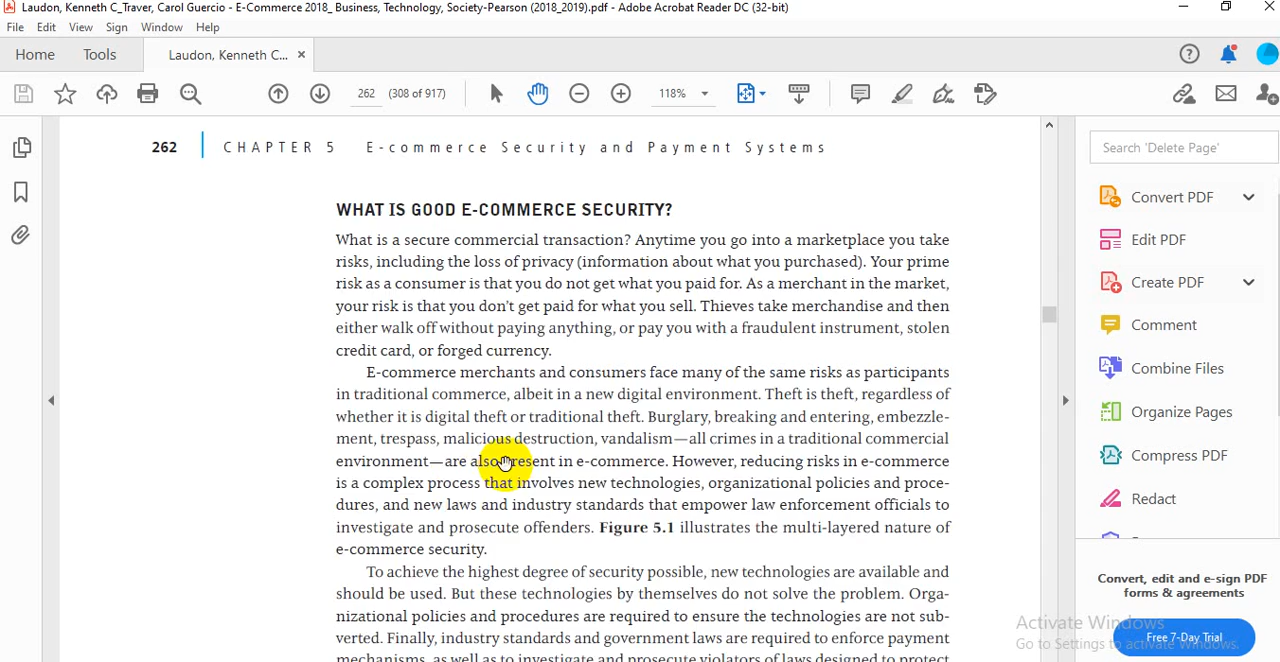 Laudon, Kenneth C_Traver, Carol Guercio - E-Commerce 2018_ Business, Technology, Society-Pearson (2018_2019).pdf - Adobe Acrobat Reader DC (32-bit)
File Edit View Sign Window Help
Home Tools Laudon, Kenneth C... ×
262 (308 of 917) 118%
262 CHAPTER 5 E-commerce Security and Payment Systems
Search 'Delete Page'
WHAT IS GOOD E-COMMERCE SECURITY?
What is a secure commercial transaction? Anytime you go into a marketplace you take
risks, including the loss of privacy (information about what you purchased). Your prime
risk as a consumer is that you do not get what you paid for. As a merchant in the market,
your risk is that you don't get paid for what you sell. Thieves take merchandise and then
either walk off without paying anything, or pay you with a fraudulent instrument, stolen
credit card, or forged currency.
E-commerce merchants and consumers face many of the same risks as participants
in traditional commerce, albeit in a new digital environment. Theft is theft, regardless of
whether it is digital theft or traditional theft. Burglary, breaking and entering, embezzle-
ment, trespass, malicious destruction, vandalism—all crimes in a traditional commercial
environment—are also present in e-commerce. However, reducing risks in e-commerce
is a complex process that involves new technologies, organizational policies and proce-
dures, and new laws and industry standards that empower law enforcement officials to
investigate and prosecute offenders. Figure 5.1 illustrates the multi-layered nature of
e-commerce security.
To achieve the highest degree of security possible, new technologies are available and
should be used. But these technologies by themselves do not solve the problem. Orga-
nizational policies and procedures are required to ensure the technologies are not sub-
verted. Finally, industry standards and government laws are required to enforce payment
mechanisms, as well as to investigate and prosecute violators of laws designed to protect
Convert PDF
Edit PDF
Create PDF
Comment
Combine Files
Organize Pages
Compress PDF
Redact
Convert, edit and e-sign PDF
forms & agreements
Free 7-Day Trial
Activate Windows
Go to Settings to activate Windows.